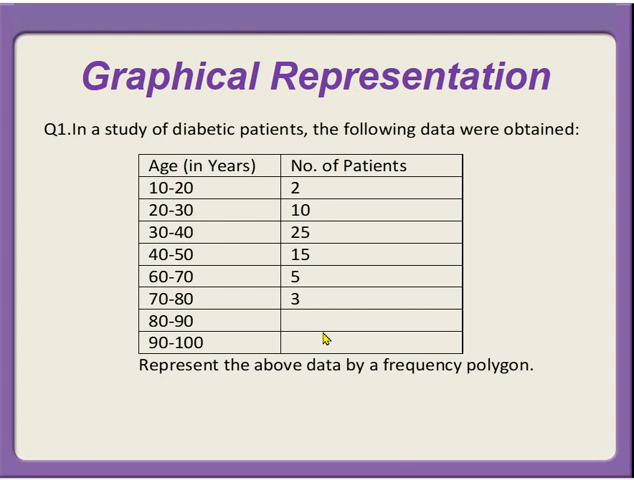 Graphical Representation
Q1.In a study of diabetic patients, the following data were obtained:
Age (in Years) No. of Patients
10-20 2
20-30 10
30-40 25
40-50 15
60-70 5
70-80 3
80-90
90-100
Represent the above data by a frequency polygon.